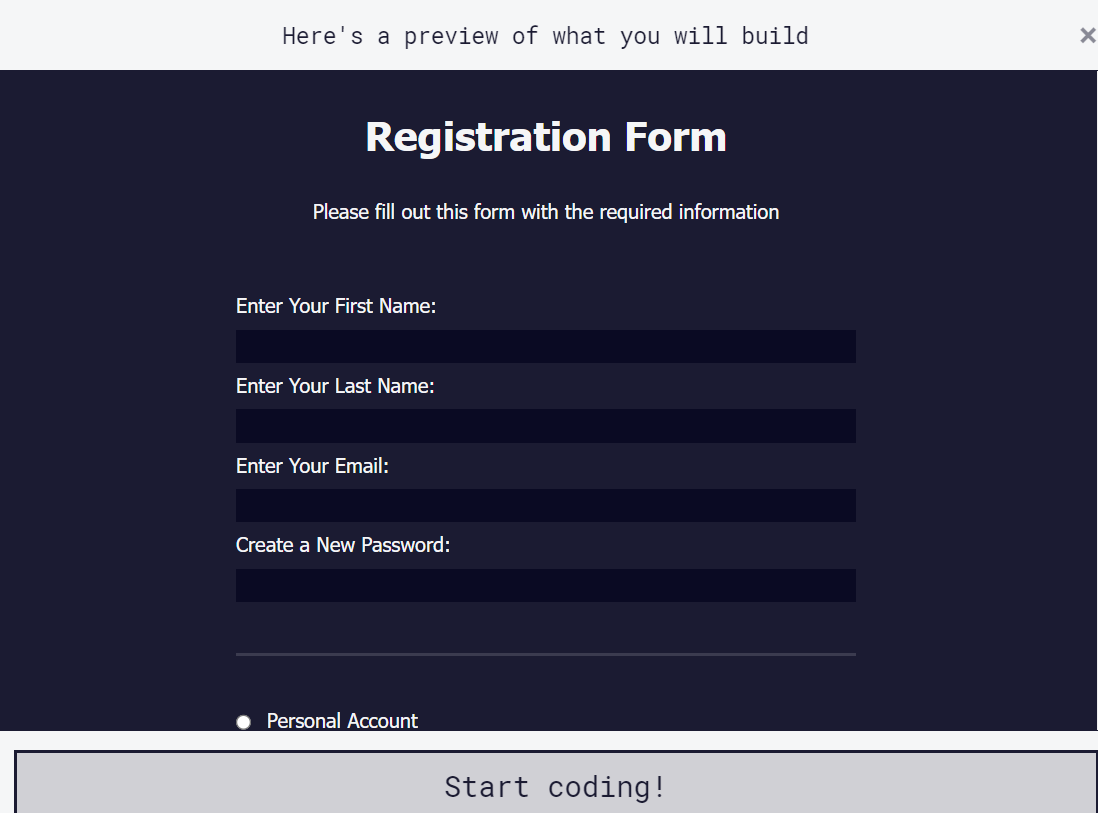 Here's a preview of what you will build
×
Registration Form
Please fill out this form with the required information
Enter Your First Name:
Enter Your Last Name:
Enter Your Email:
Create a New Password:
Personal Account
Start coding!